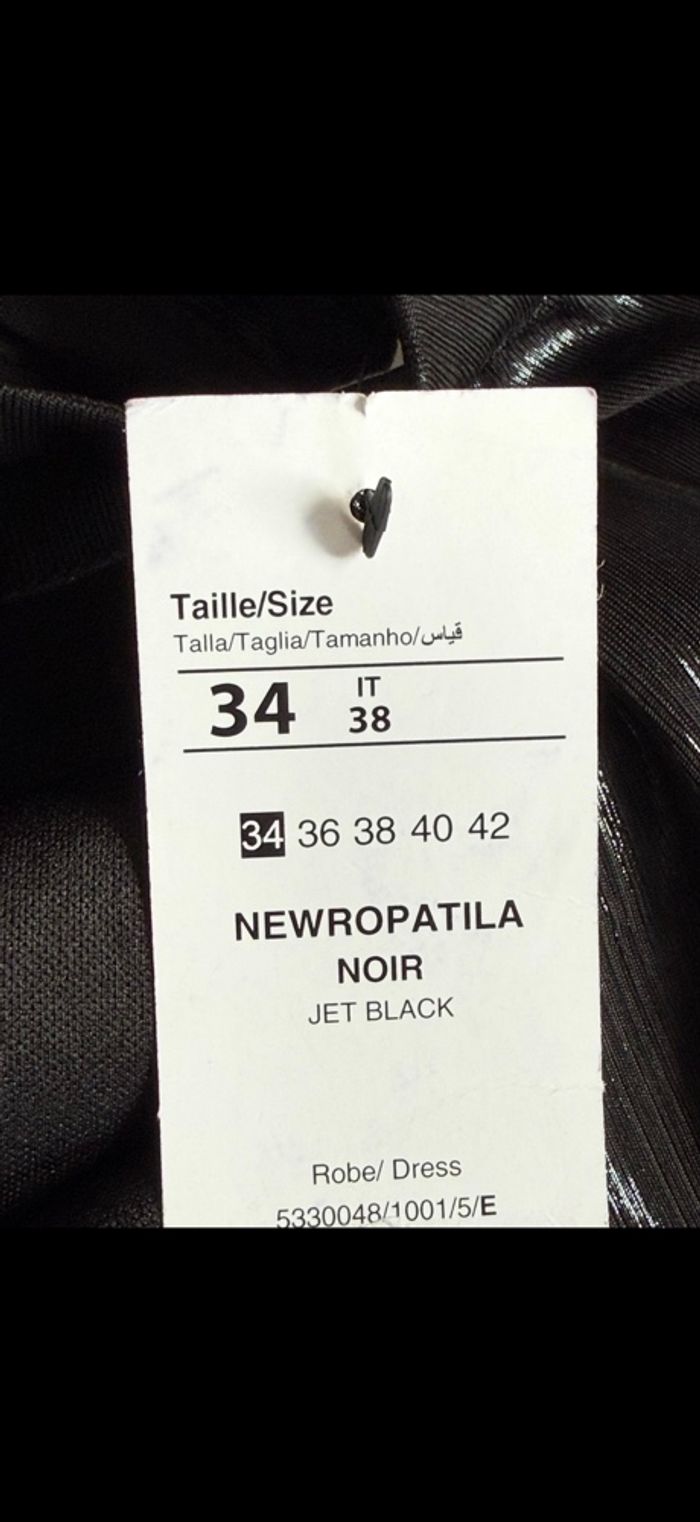 Taille/Size
Talla/Taglia/Tamanho/قياس
34 IT 38
34 36 38 40 42
NEWROPATILA
NOIR
JET BLACK
Robe/ Dress
5330048/1001/5/E